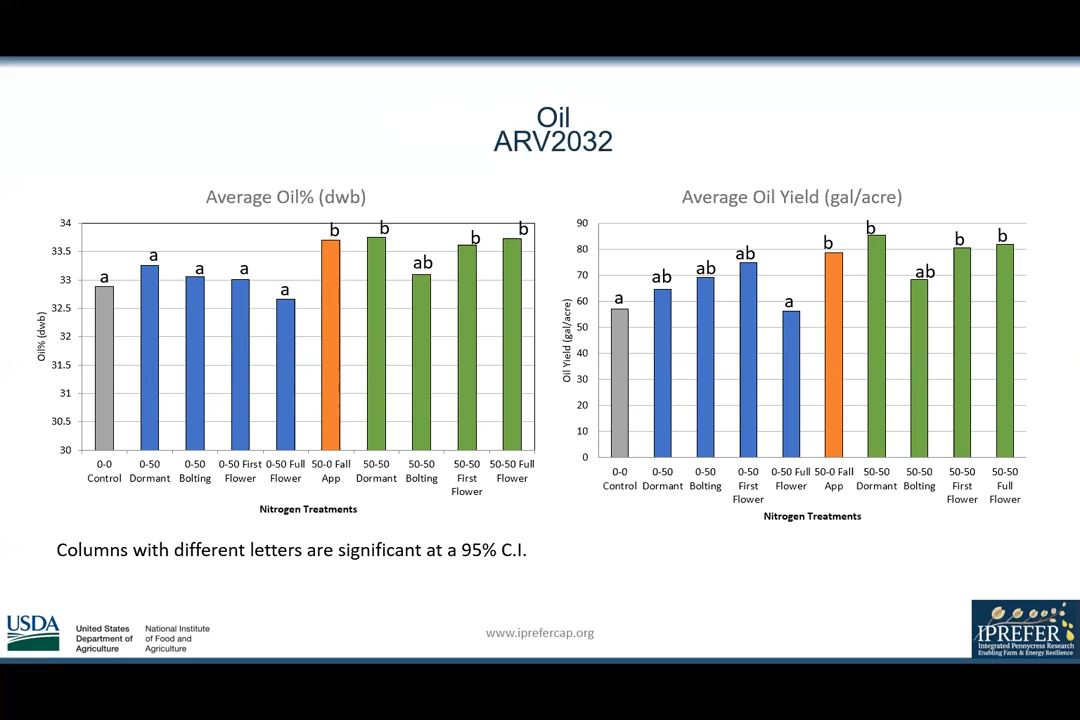 Oil
ARV2032
Average Oil% (dwb)
34
33.5
33
32.5
32
31.5
31
30.5
30
Oil% (dwb)
a
a
a
a
a
b
b
ab
b
b
0-0 Control
0-50 Dormant
0-50 Bolting
0-50 First Flower
0-50 Full Flower
50-0 Fall App
50-50 Dormant
50-50 Bolting
50-50 First Flower
50-50 Full Flower
Nitrogen Treatments
Average Oil Yield (gal/acre)
90
80
70
60
50
40
30
20
10
0
Oil Yield (gal/acre)
a
ab
ab
ab
a
b
b
ab
b
b
0-0 Control
0-50 Dormant
0-50 Bolting
0-50 First Flower
0-50 Full Flower
50-0 Fall App
50-50 Dormant
50-50 Bolting
50-50 First Flower
50-50 Full Flower
Nitrogen Treatments
Columns with different letters are significant at a 95% C.I.
USDA
United States
Department of
Agriculture
National Institute
of Food and
Agriculture
www.iprefercap.org
IPREFER
Integrated Pennycress Research
Enabling Farm & Energy Resilience